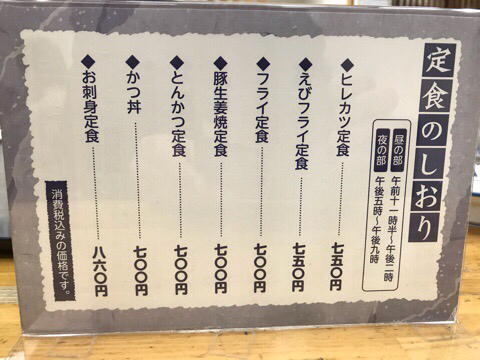 定食のしおり
昼の部 午前十一時半〜午後二時
夜の部 午後五時〜午後九時
◆ヒレカツ定食………七五〇円
◆えびフライ定食………七五〇円
◆フライ定食………七〇〇円
◆豚生姜焼定食………七〇〇円
◆とんかつ定食………七〇〇円
◆かつ丼………七〇〇円
◆お刺身定食………八六〇円
消費税込みの価格です。